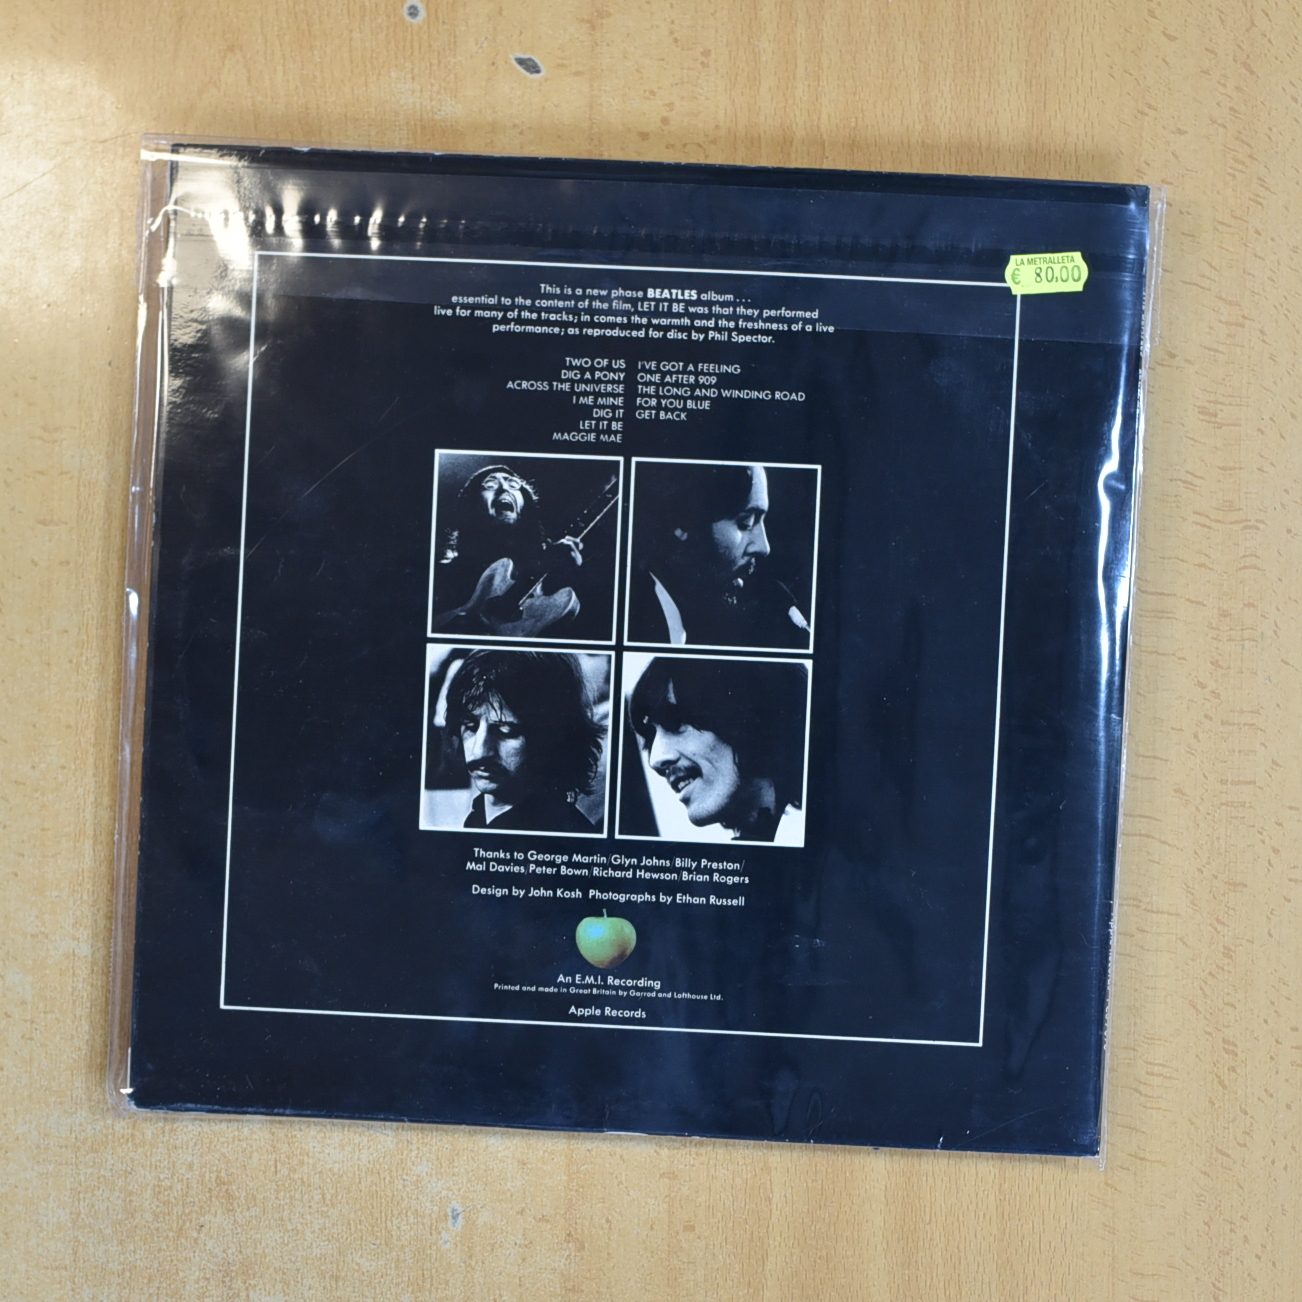 LA METRALLETA
€ 80,00
This is a new phase BEATLES album . . .
essential to the content of the film, LET IT BE was that they performed
live for many of the tracks; in comes the warmth and the freshness of a live
performance; as reproduced for disc by Phil Spector.
TWO OF US
DIG A PONY
ACROSS THE UNIVERSE
I ME MINE
DIG IT
LET IT BE
MAGGIE MAE
I'VE GOT A FEELING
ONE AFTER 909
THE LONG AND WINDING ROAD
FOR YOU BLUE
GET BACK
Thanks to George Martin/Glyn Johns/Billy Preston/
Mal Davies/Peter Bown/Richard Hewson/Brian Rogers
Design by John Kosh Photographs by Ethan Russell
An E.M.I. Recording
Printed and made in Great Britain by Garrod and Lofthouse Ltd.
Apple Records